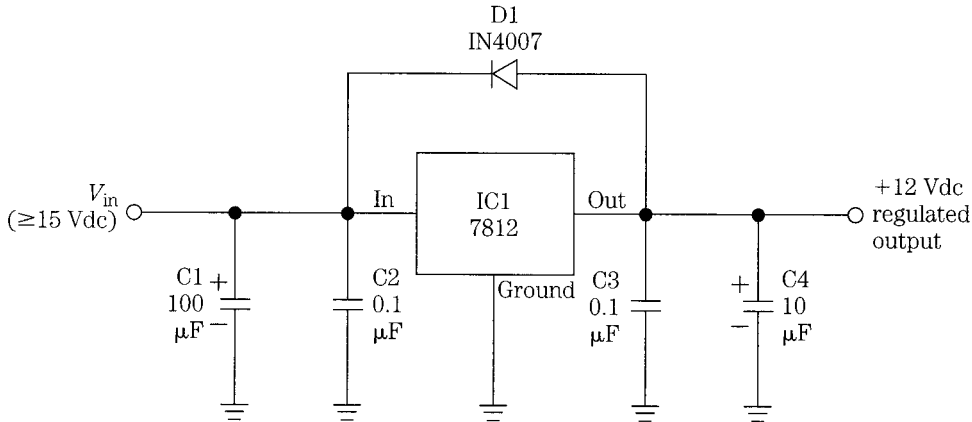 D1
IN4007
V_in
(≥15 Vdc)
In
IC1
7812
Out
+12 Vdc
regulated
output
Ground
C1
100
µF
+
−
C2
0.1
µF
C3
0.1
µF
+
−
C4
10
µF